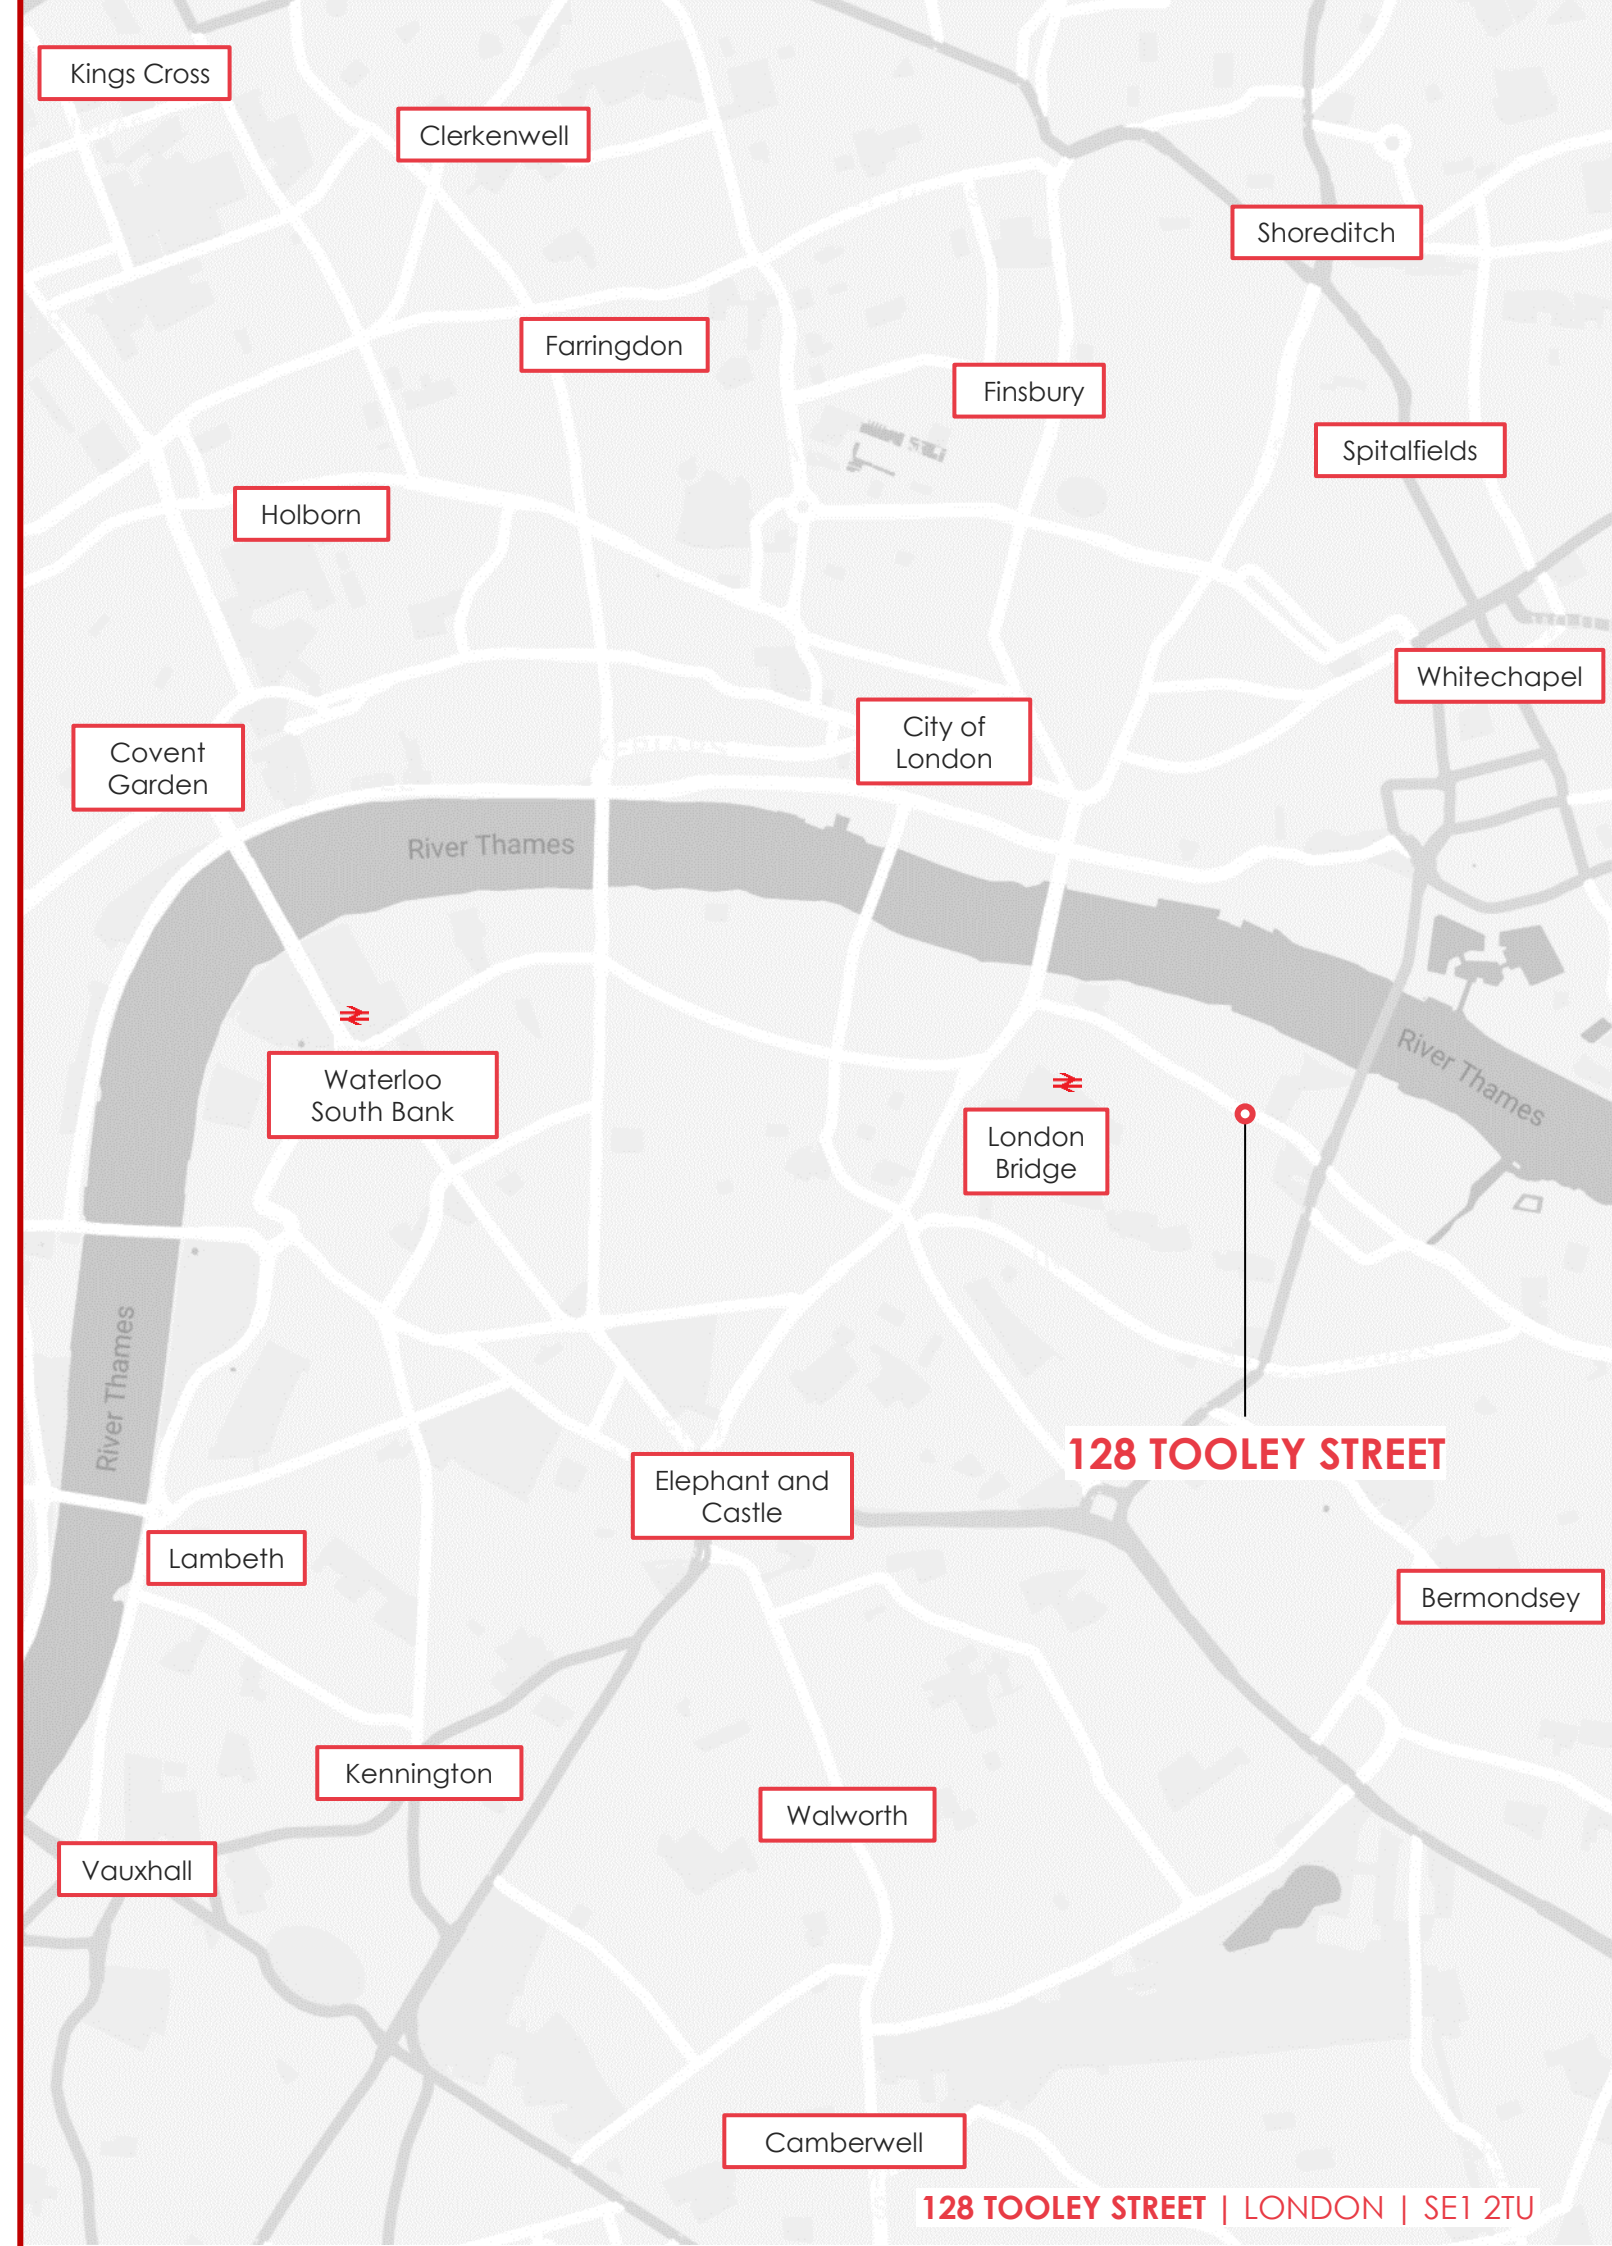 Kings Cross
Clerkenwell
Shoreditch
Farringdon
Finsbury
Spitalfields
Holborn
Whitechapel
City of
London
Covent
Garden
River Thames
River Thames
Waterloo
South Bank
London
Bridge
River Thames
128 TOOLEY STREET
Elephant and
Castle
Lambeth
Bermondsey
Kennington
Walworth
Vauxhall
Camberwell
128 TOOLEY STREET | LONDON | SE1 2TU